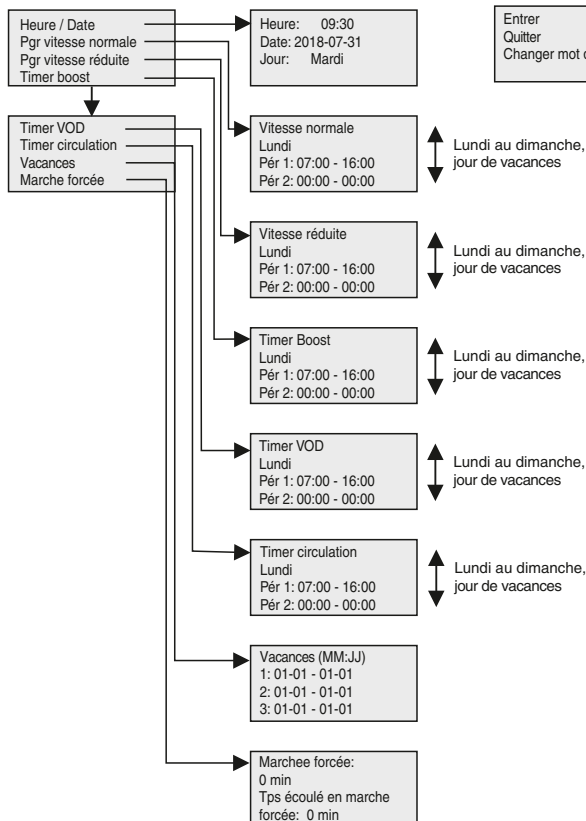 Heure / Date
Pgr vitesse normale
Pgr vitesse réduite
Timer boost
Heure: 09:30
Date: 2018-07-31
Jour: Mardi
Entrer
Quitter
Changer mot
Timer VOD
Timer circulation
Vacances
Marche forcée
Vitesse normale
Lundi
Pér 1: 07:00 - 16:00
Pér 2: 00:00 - 00:00
Lundi au dimanche,
jour de vacances
Vitesse réduite
Lundi
Pér 1: 07:00 - 16:00
Pér 2: 00:00 - 00:00
Lundi au dimanche,
jour de vacances
Timer Boost
Lundi
Pér 1: 07:00 - 16:00
Pér 2: 00:00 - 00:00
Lundi au dimanche,
jour de vacances
Timer VOD
Lundi
Pér 1: 07:00 - 16:00
Pér 2: 00:00 - 00:00
Lundi au dimanche,
jour de vacances
Timer circulation
Lundi
Pér 1: 07:00 - 16:00
Pér 2: 00:00 - 00:00
Lundi au dimanche,
jour de vacances
Vacances (MM:JJ)
1: 01-01 - 01-01
2: 01-01 - 01-01
3: 01-01 - 01-01
Marchee forcée:
0 min
Tps écoulé en marche
forcée: 0 min